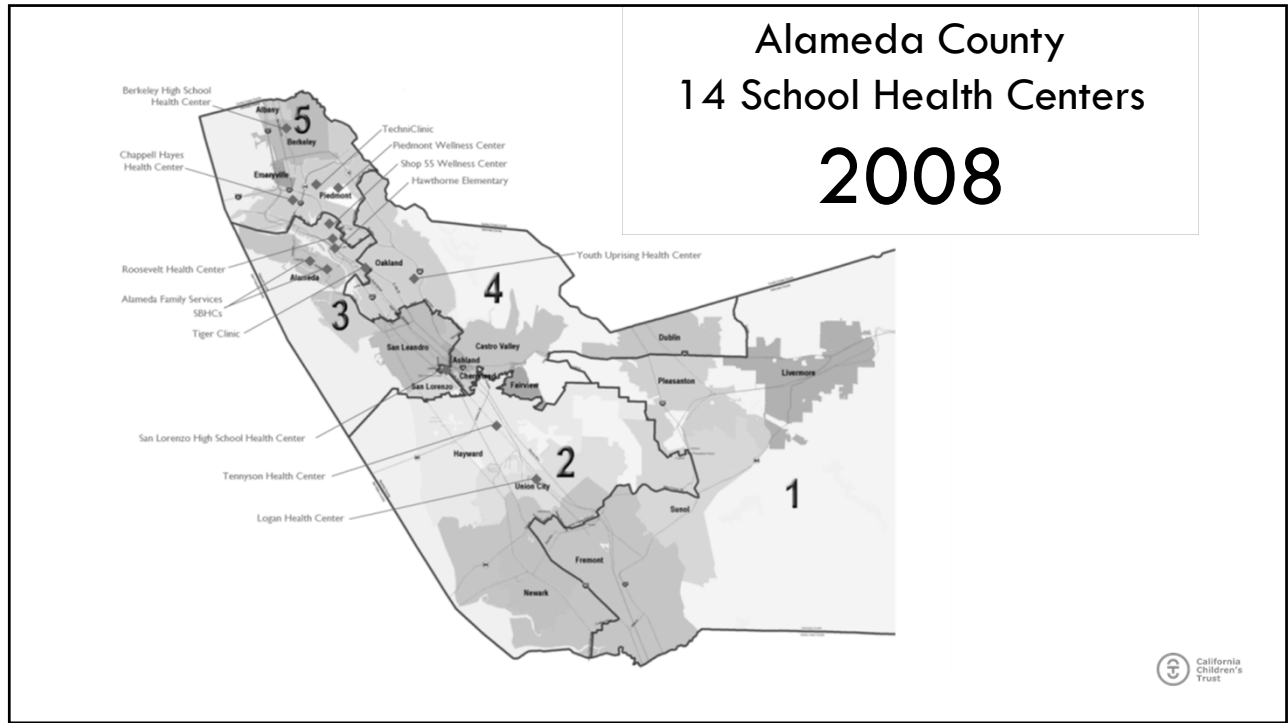 Alameda County
14 School Health Centers
2008
Berkeley High School
Health Center
Chappell Hayes
Health Center
TechniClinic
Piedmont Wellness Center
Shop 55 Wellness Center
Hawthorne Elementary
Roosevelt Health Center
Alameda Family Services
SBHCs
Tiger Clinic
Youth Uprising Health Center
San Lorenzo High School Health Center
Tennyson Health Center
Logan Health Center
Albany
5
Berkeley
Emeryville
Piedmont
Oakland
Alameda
4
3
San Leandro
Castro Valley
Ashland
San Lorenzo
Fairview
Dublin
Pleasanton
Livermore
Hayward
2
Union City
1
Sunol
Fremont
Newark
California
Children's
Trust